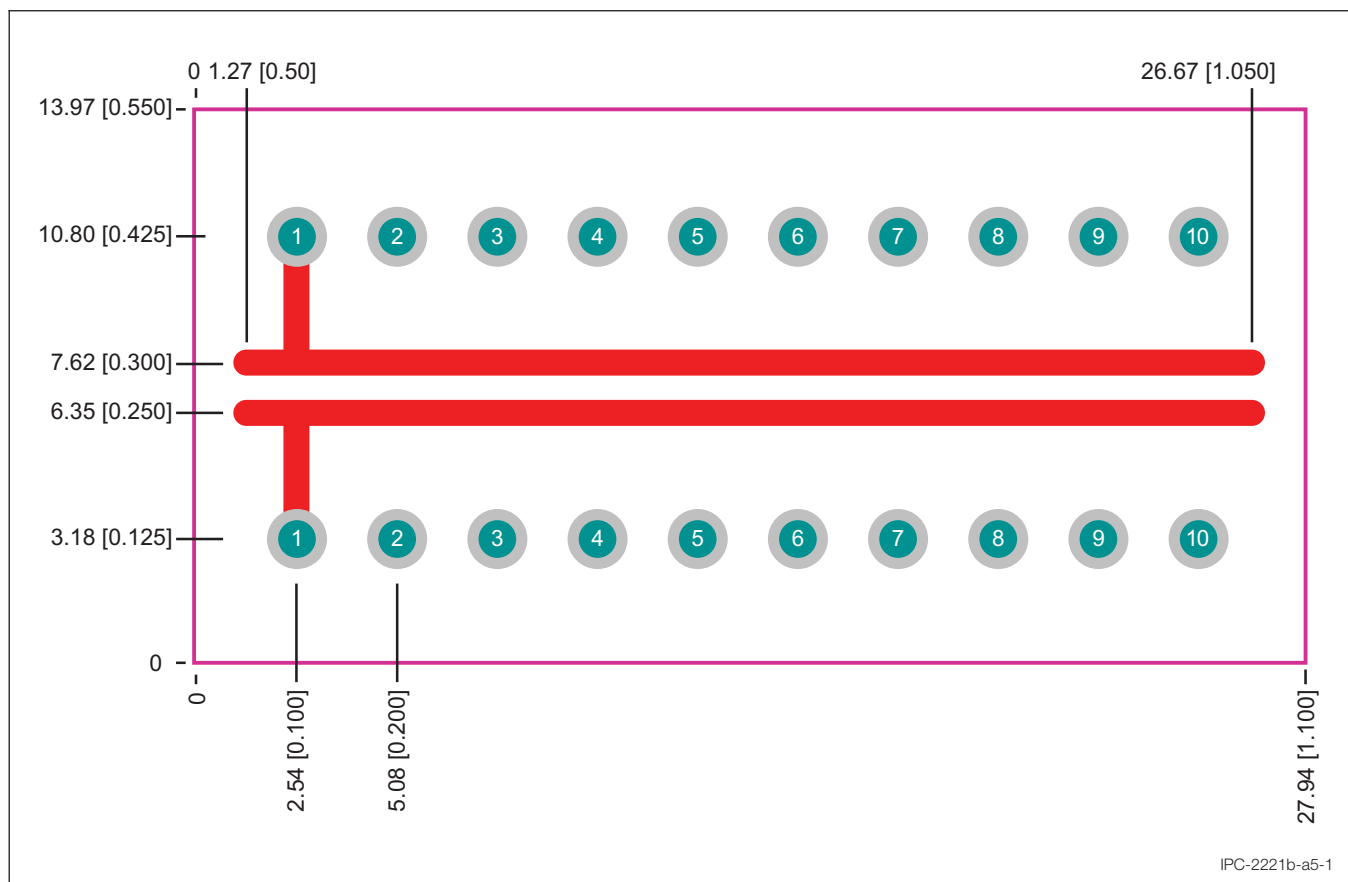 0 1.27 [0.50] 26.67 [1.050]
13.97 [0.550]
10.80 [0.425]
1 2 3 4 5 6 7 8 9 10
7.62 [0.300]
6.35 [0.250]
3.18 [0.125]
1 2 3 4 5 6 7 8 9 10
0
0
2.54 [0.100]
5.08 [0.200]
27.94 [1.100]
IPC-2221b-a5-1